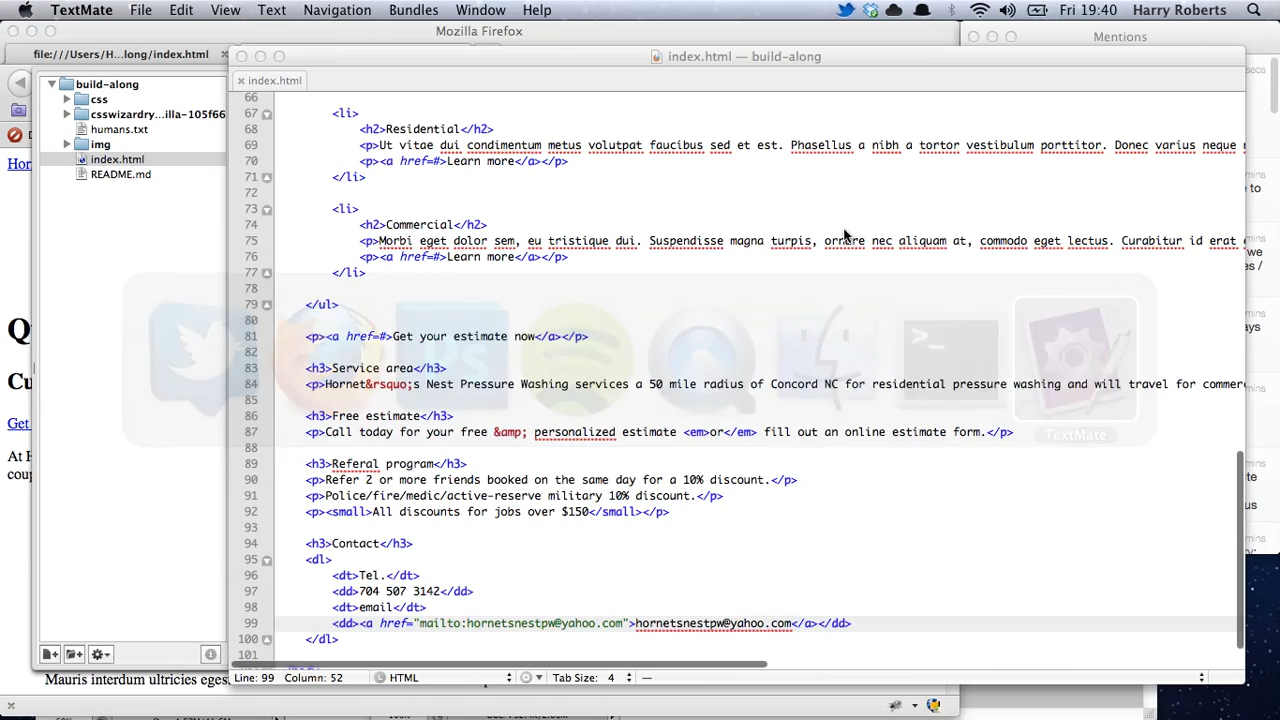 TextMate File Edit View Text Navigation Bundles Window Help Fri 19:40 Harry Roberts
Mozilla Firefox
Mentions
file:///Users/H...long/index.html
index.html — build-along
build-along
css
csswizardry...illa-105f66
humans.txt
img
index.html
README.md
index.html
66
67 <li>
68 <h2>Residential</h2>
69 <p>Ut vitae dui condimentum metus volutpat faucibus sed et est. Phasellus a nibh a tortor vestibulum porttitor. Donec varius neque
70 <p><a href=#>Learn more</a></p>
71 </li>
72
73 <li>
74 <h2>Commercial</h2>
75 <p>Morbi eget dolor sem, eu tristique dui. Suspendisse magna turpis, ornare nec aliquam at, commodo eget lectus. Curabitur id erat
76 <p><a href=#>Learn more</a></p>
77 </li>
78
79 </ul>
80
81 <p><a href=#>Get your estimate now</a></p>
82
83 <h3>Service area</h3>
84 <p>Hornet&rsquo;s Nest Pressure Washing services a 50 mile radius of Concord NC for residential pressure washing and will travel for commer
85
86 <h3>Free estimate</h3>
87 <p>Call today for your free &amp; personalized estimate <em>or</em> fill out an online estimate form.</p>
88
89 <h3>Referal program</h3>
90 <p>Refer 2 or more friends booked on the same day for a 10% discount.</p>
91 <p>Police/fire/medic/active-reserve military 10% discount.</p>
92 <p><small>All discounts for jobs over $150</small></p>
93
94 <h3>Contact</h3>
95 <dl>
96 <dt>Tel.</dt>
97 <dd>704 507 3142</dd>
98 <dt>email</dt>
99 <dd><a href="mailto:hornetsnestpw@yahoo.com">hornetsnestpw@yahoo.com</a></dd>
100 </dl>
101
TextMate
Line: 99 Column: 52 HTML Tab Size: 4 —
Get
At H
coup
Mauris interdum ultricies eges